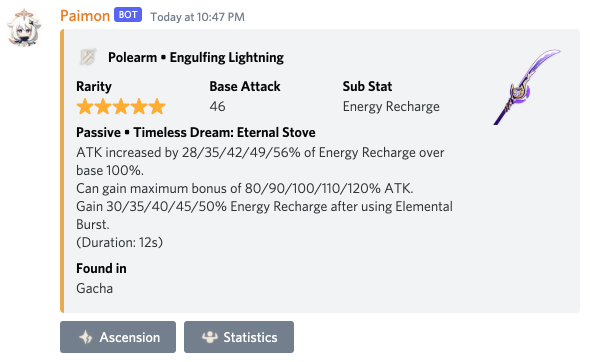 Paimon BOT Today at 10:47 PM
Polearm ▪ Engulfing Lightning
Rarity Base Attack Sub Stat
46 Energy Recharge
Passive ▪ Timeless Dream: Eternal Stove
ATK increased by 28/35/42/49/56% of Energy Recharge over
base 100%.
Can gain maximum bonus of 80/90/100/110/120% ATK.
Gain 30/35/40/45/50% Energy Recharge after using Elemental
Burst.
(Duration: 12s)
Found in
Gacha
Ascension Statistics